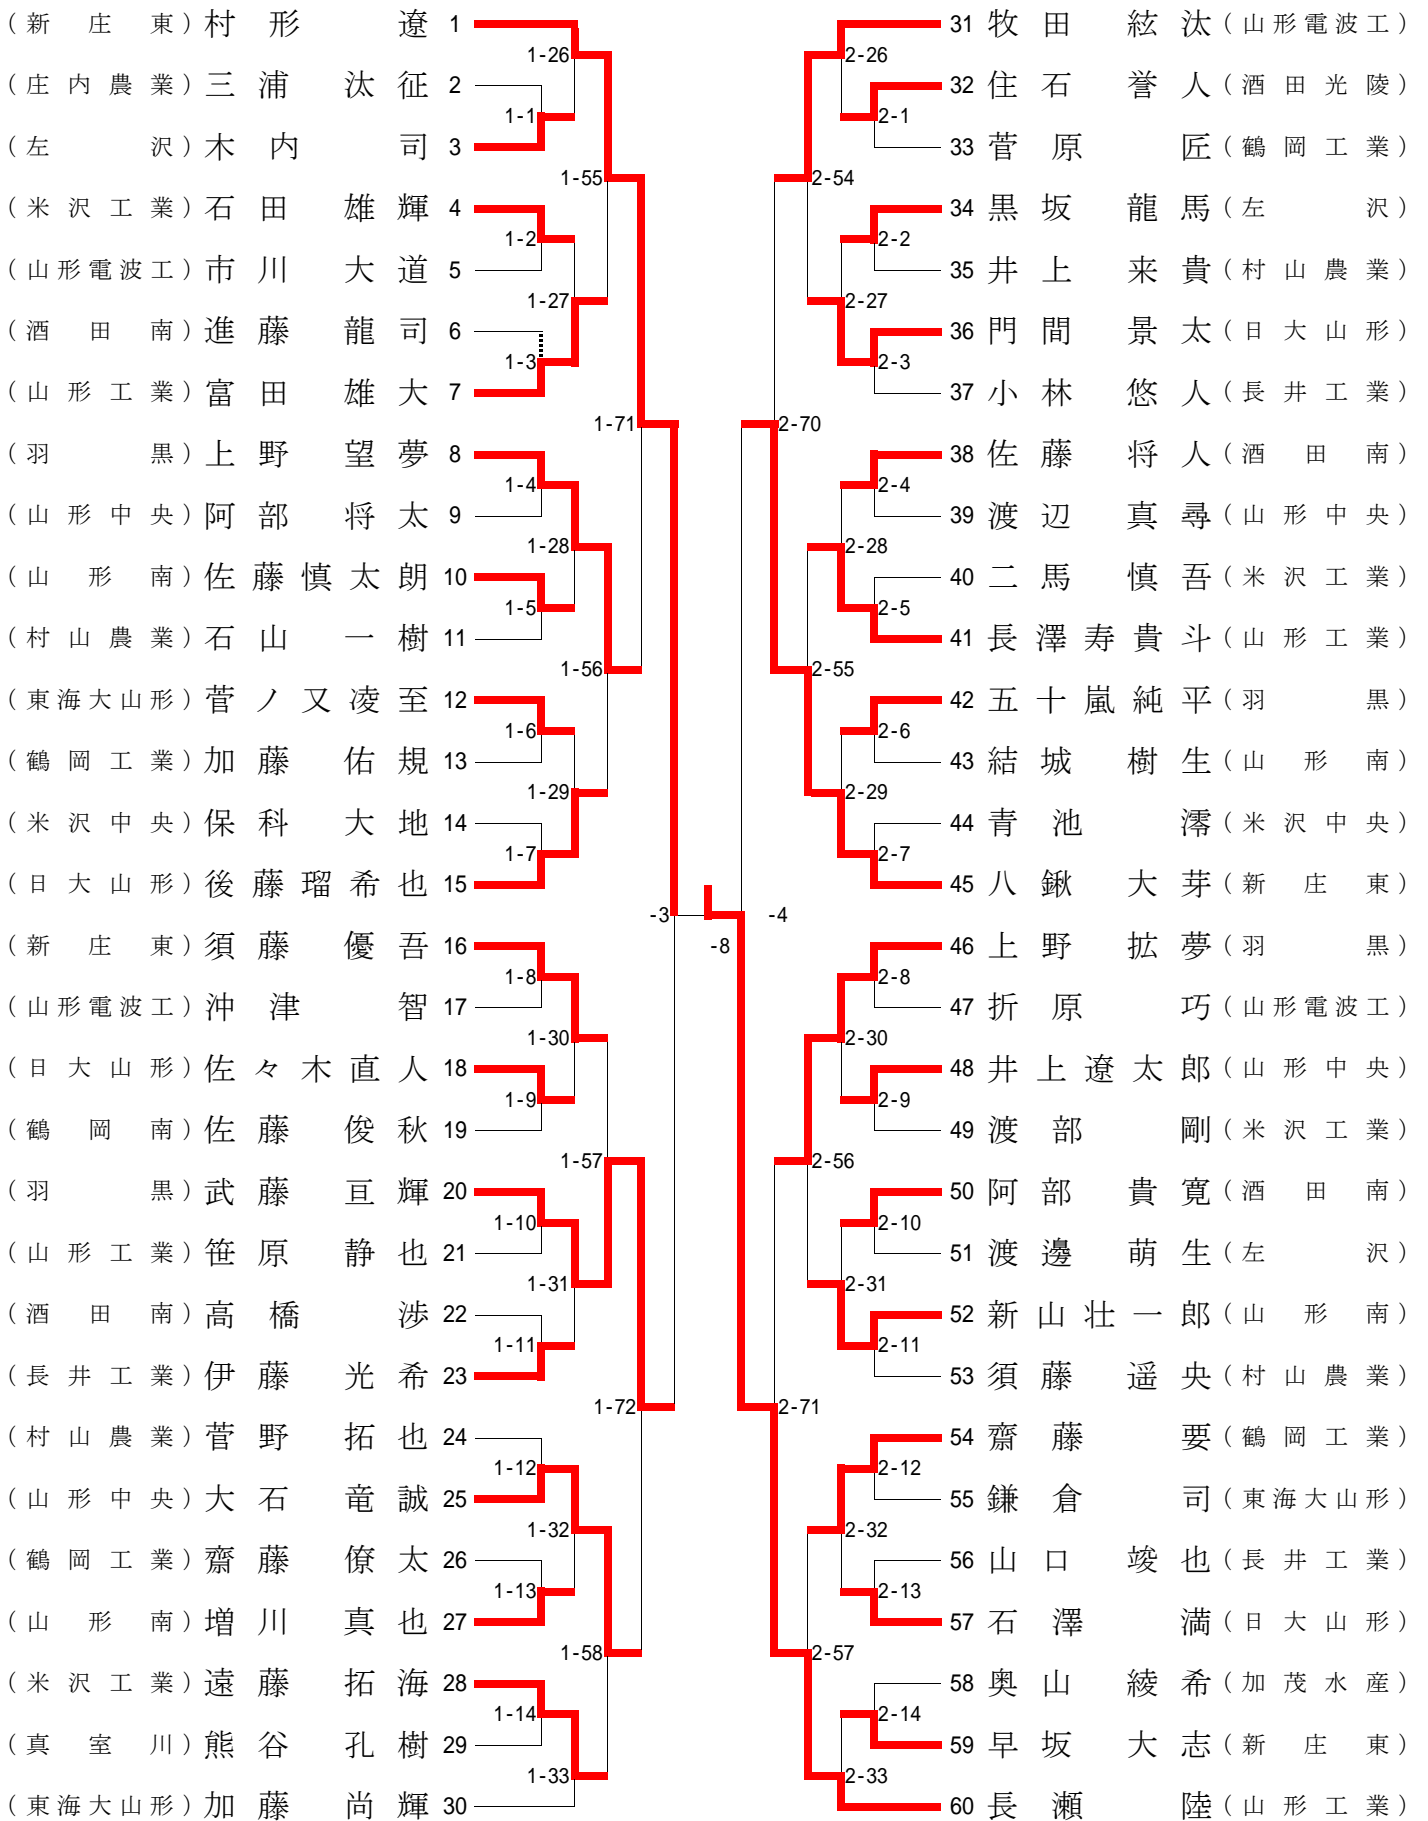 (新庄東) 村形 遼 1
1-26
(庄内農業) 三浦 汰征 2
1-1
(左沢) 木内 司 3
1-55
(米沢工業) 石田 雄輝 4
1-2
(山形電波工) 市川 大道 5
1-27
(酒田南) 進藤 龍司 6
1-3
(山形工業) 富田 雄大 7
1-71
(羽黒) 上野 望夢 8
1-4
(山形中央) 阿部 将太 9
1-28
(山形南) 佐藤慎太朗 10
1-5
(村山農業) 石山 一樹 11
1-56
(東海大山形) 菅ノ又凌至 12
1-6
(鶴岡工業) 加藤 佑規 13
1-29
(米沢中央) 保科 大地 14
1-7
(日大山形) 後藤瑠希也 15
-3
(新庄東) 須藤 優吾 16
1-8
(山形電波工) 沖津 智 17
1-30
(日大山形) 佐々木直人 18
1-9
(鶴岡南) 佐藤 俊秋 19
1-57
(羽黒) 武藤 亘輝 20
1-10
(山形工業) 笹原 静也 21
1-31
(酒田南) 高橋 渉 22
1-11
(長井工業) 伊藤 光希 23
1-72
(村山農業) 菅野 拓也 24
1-12
(山形中央) 大石 竜誠 25
1-32
(鶴岡工業) 齋藤 僚太 26
1-13
(山形南) 増川 真也 27
1-58
(米沢工業) 遠藤 拓海 28
1-14
(真室川) 熊谷 孔樹 29
1-33
(東海大山形) 加藤 尚輝 30
-8
31 牧田 絃汰 (山形電波工)
2-26
32 住石 誉人 (酒田光陵)
2-1
33 菅原 匠 (鶴岡工業)
2-54
34 黒坂 龍馬 (左沢)
2-2
35 井上 来貴 (村山農業)
2-27
36 門間 景太 (日大山形)
2-3
37 小林 悠人 (長井工業)
2-70
38 佐藤 将人 (酒田南)
2-4
39 渡辺 真尋 (山形中央)
2-28
40 二馬 慎吾 (米沢工業)
2-5
41 長澤寿貴斗 (山形工業)
2-55
42 五十嵐純平 (羽黒)
2-6
43 結城 樹生 (山形南)
2-29
44 青池 澪 (米沢中央)
2-7
45 八鍬 大芽 (新庄東)
-4
46 上野 拡夢 (羽黒)
2-8
47 折原 巧 (山形電波工)
2-30
48 井上遼太郎 (山形中央)
2-9
49 渡部 剛 (米沢工業)
2-56
50 阿部 貴寛 (酒田南)
2-10
51 渡邊 萌生 (左沢)
2-31
52 新山壮一郎 (山形南)
2-11
53 須藤 遥央 (村山農業)
2-71
54 齋藤 要 (鶴岡工業)
2-12
55 鎌倉 司 (東海大山形)
2-32
56 山口 竣也 (長井工業)
2-13
57 石澤 満 (日大山形)
2-57
58 奥山 綾希 (加茂水産)
2-14
59 早坂 大志 (新庄東)
2-33
60 長瀬 陸 (山形工業)